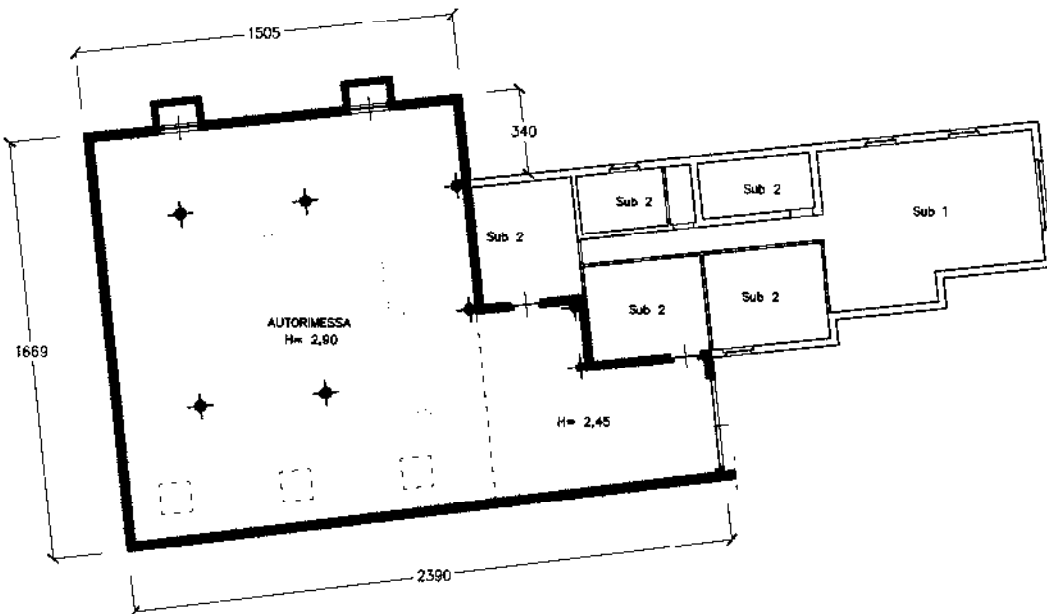 1505
340
Sub 2
Sub 2
Sub 1
Sub 2
AUTORIMESSA
H= 2,90
Sub 2
Sub 2
1669
H= 2,45
2390